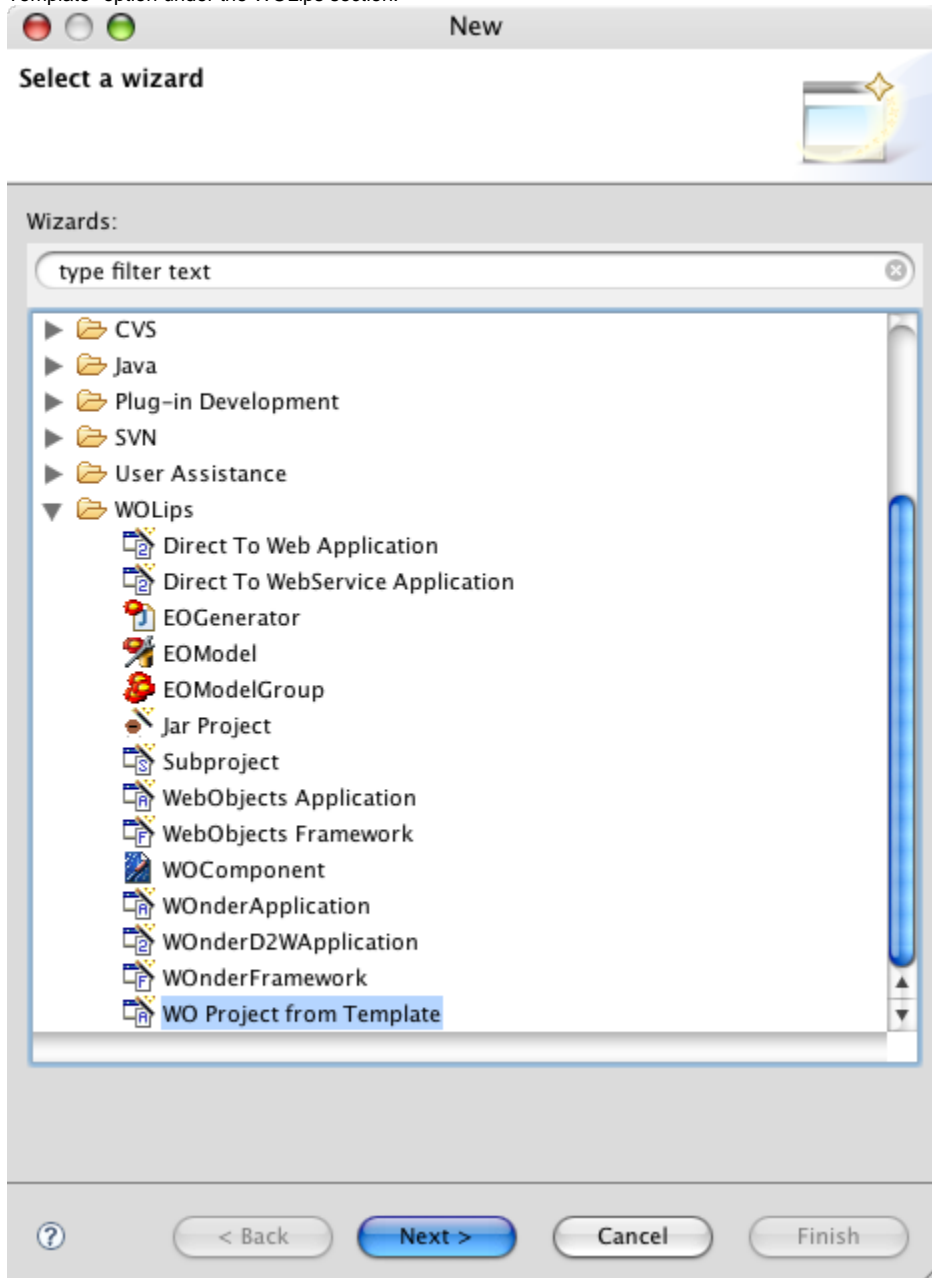 Template" option under the WOLips section.
New
Select a wizard
Wizards:
type filter text
CVS
Java
Plug-in Development
SVN
User Assistance
WOLips
Direct To Web Application
Direct To WebService Application
EOGenerator
EOModel
EOModelGroup
Jar Project
Subproject
WebObjects Application
WebObjects Framework
WOComponent
WOnderApplication
WOnderD2WApplication
WOnderFramework
WO Project from Template
? < Back Next > Cancel Finish